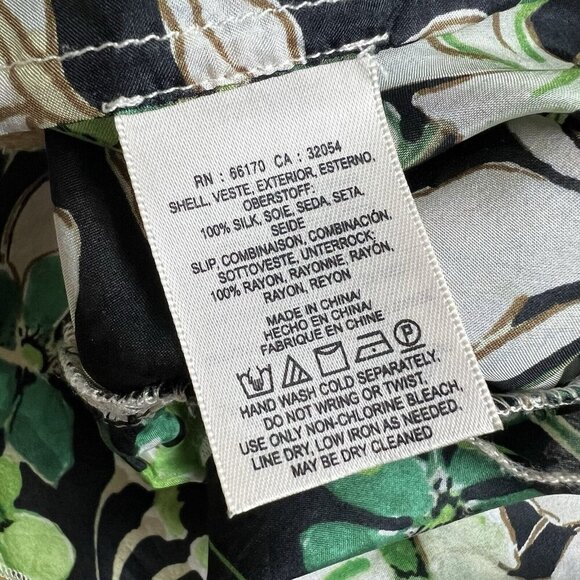 RN : 66170 CA : 32054
SHELL, VESTE, EXTERIOR, ESTERNO,
OBERSTOFF:
100% SILK, SOIE, SEDA, SETA,
SEIDE
SLIP, COMBINAISON, COMBINACIÓN,
SOTTOVESTE, UNTERROCK:
100% RAYON, RAYONNE, RAYÓN,
RAYON, REYON
MADE IN CHINA/
HECHO EN CHINA/
FABRIQUE EN CHINE
P
HAND WASH COLD SEPARATELY.
DO NOT WRING OR TWIST.
USE ONLY NON-CHLORINE BLEACH,
LINE DRY, LOW IRON AS NEEDED,
MAY BE DRY CLEANED